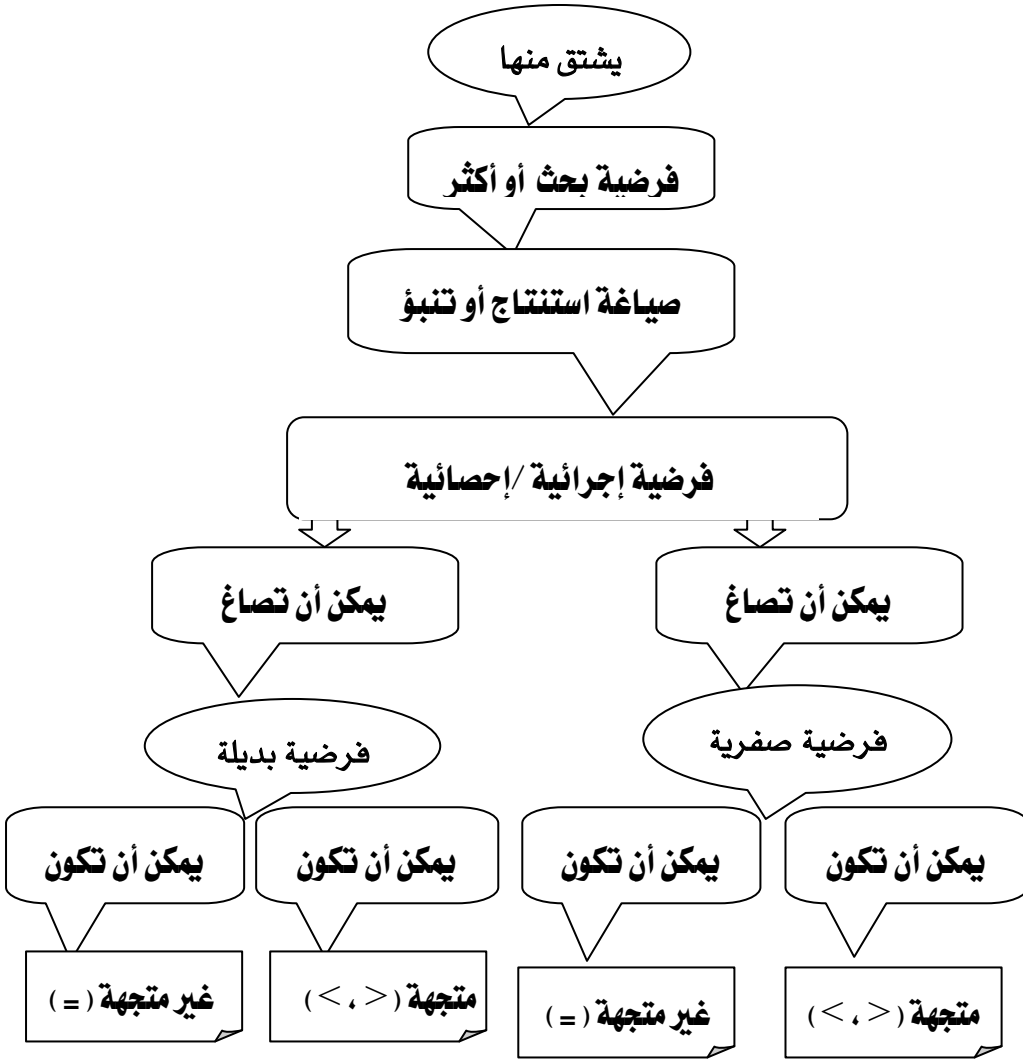 يشتق منها
فرضية بحث أو أكثر
صياغة استنتاج أو تنبؤ
فرضية إجرائية /إحصائية
يمكن أن تصاغ
يمكن أن تصاغ
فرضية صفرية
فرضية بديلة
يمكن أن تكون
يمكن أن تكون
يمكن أن تكون
يمكن أن تكون
متجهة (< ، >)
غير متجهة (=)
متجهة (< ، >)
غير متجهة (=)